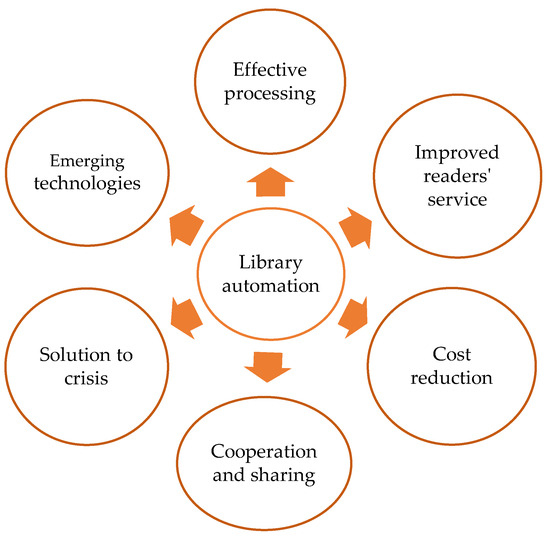 Effective
processing
Improved
readers'
service
Emerging
technologies
Library
automation
Solution to
crisis
Cost
reduction
Cooperation
and sharing